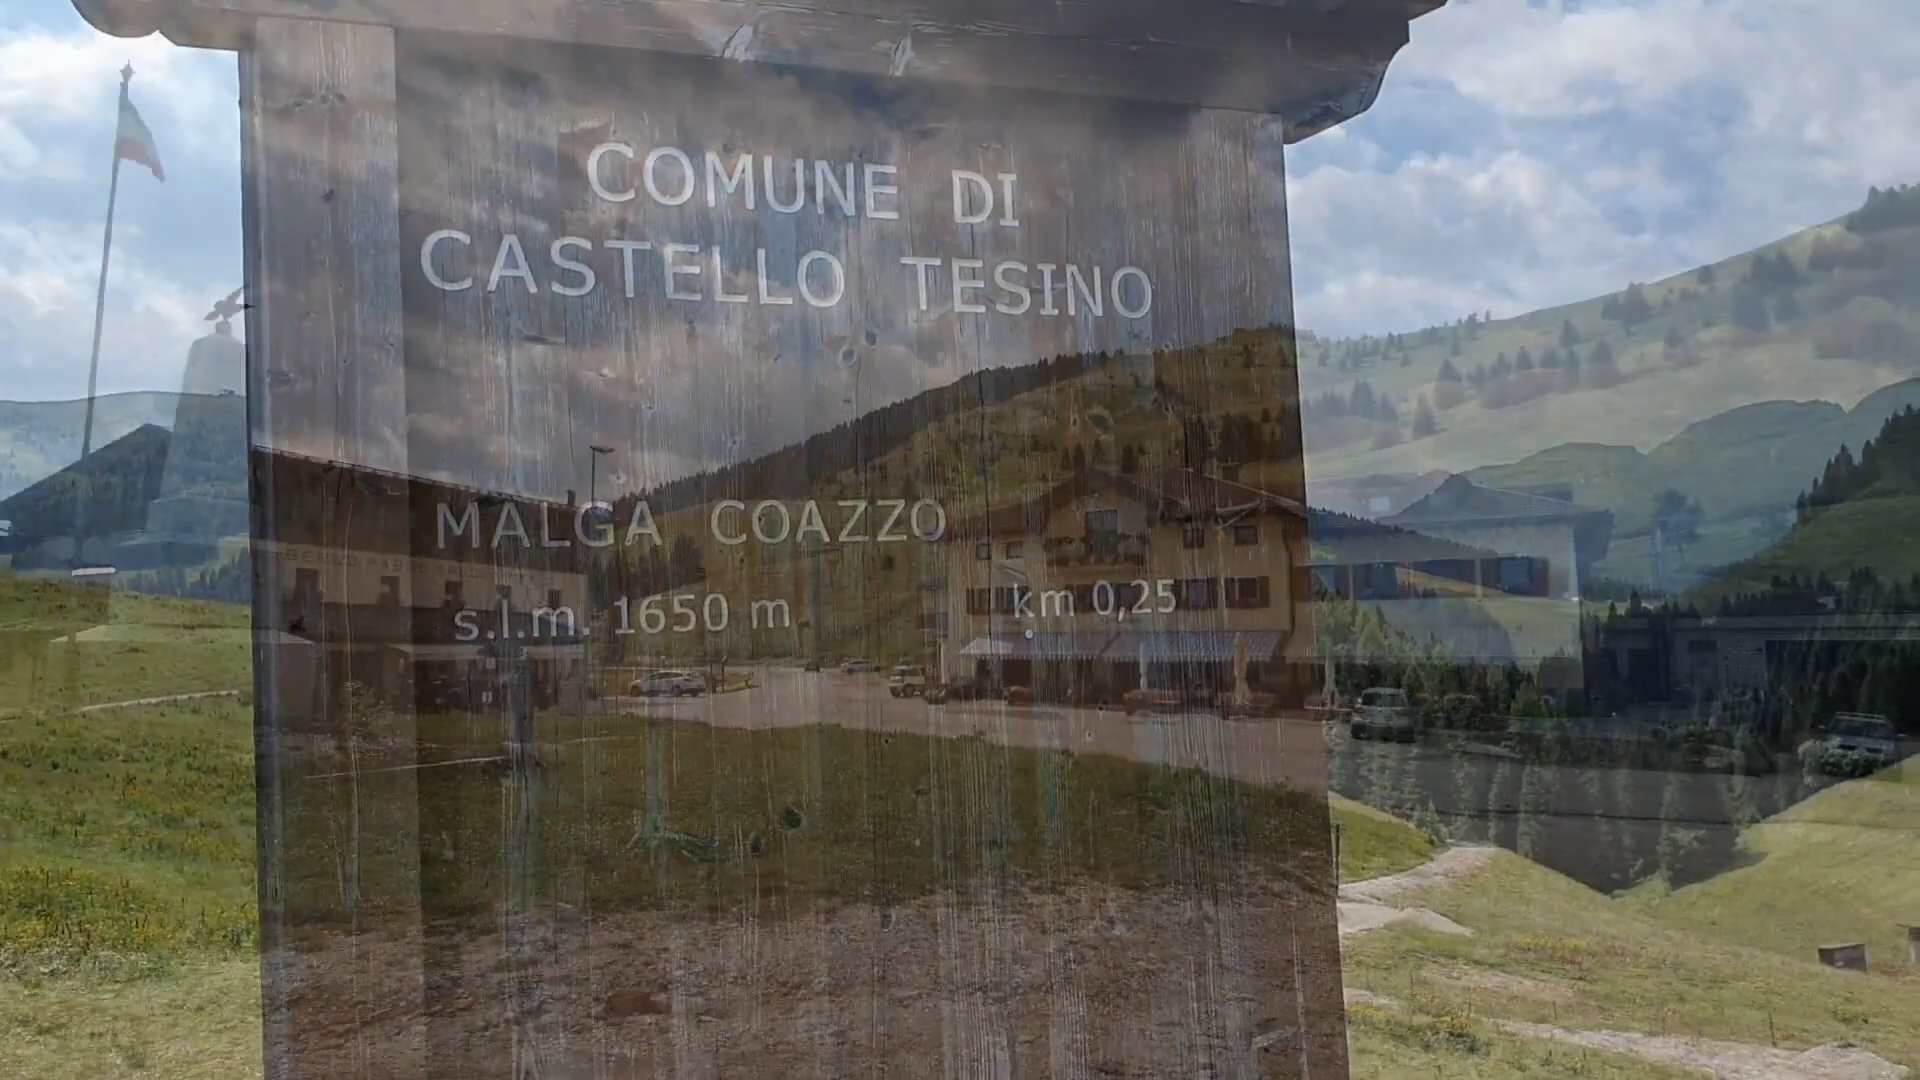 COMUNE DI
CASTELLO TESINO
MALGA COAZZO
s.l.m. 1650 m km 0,25